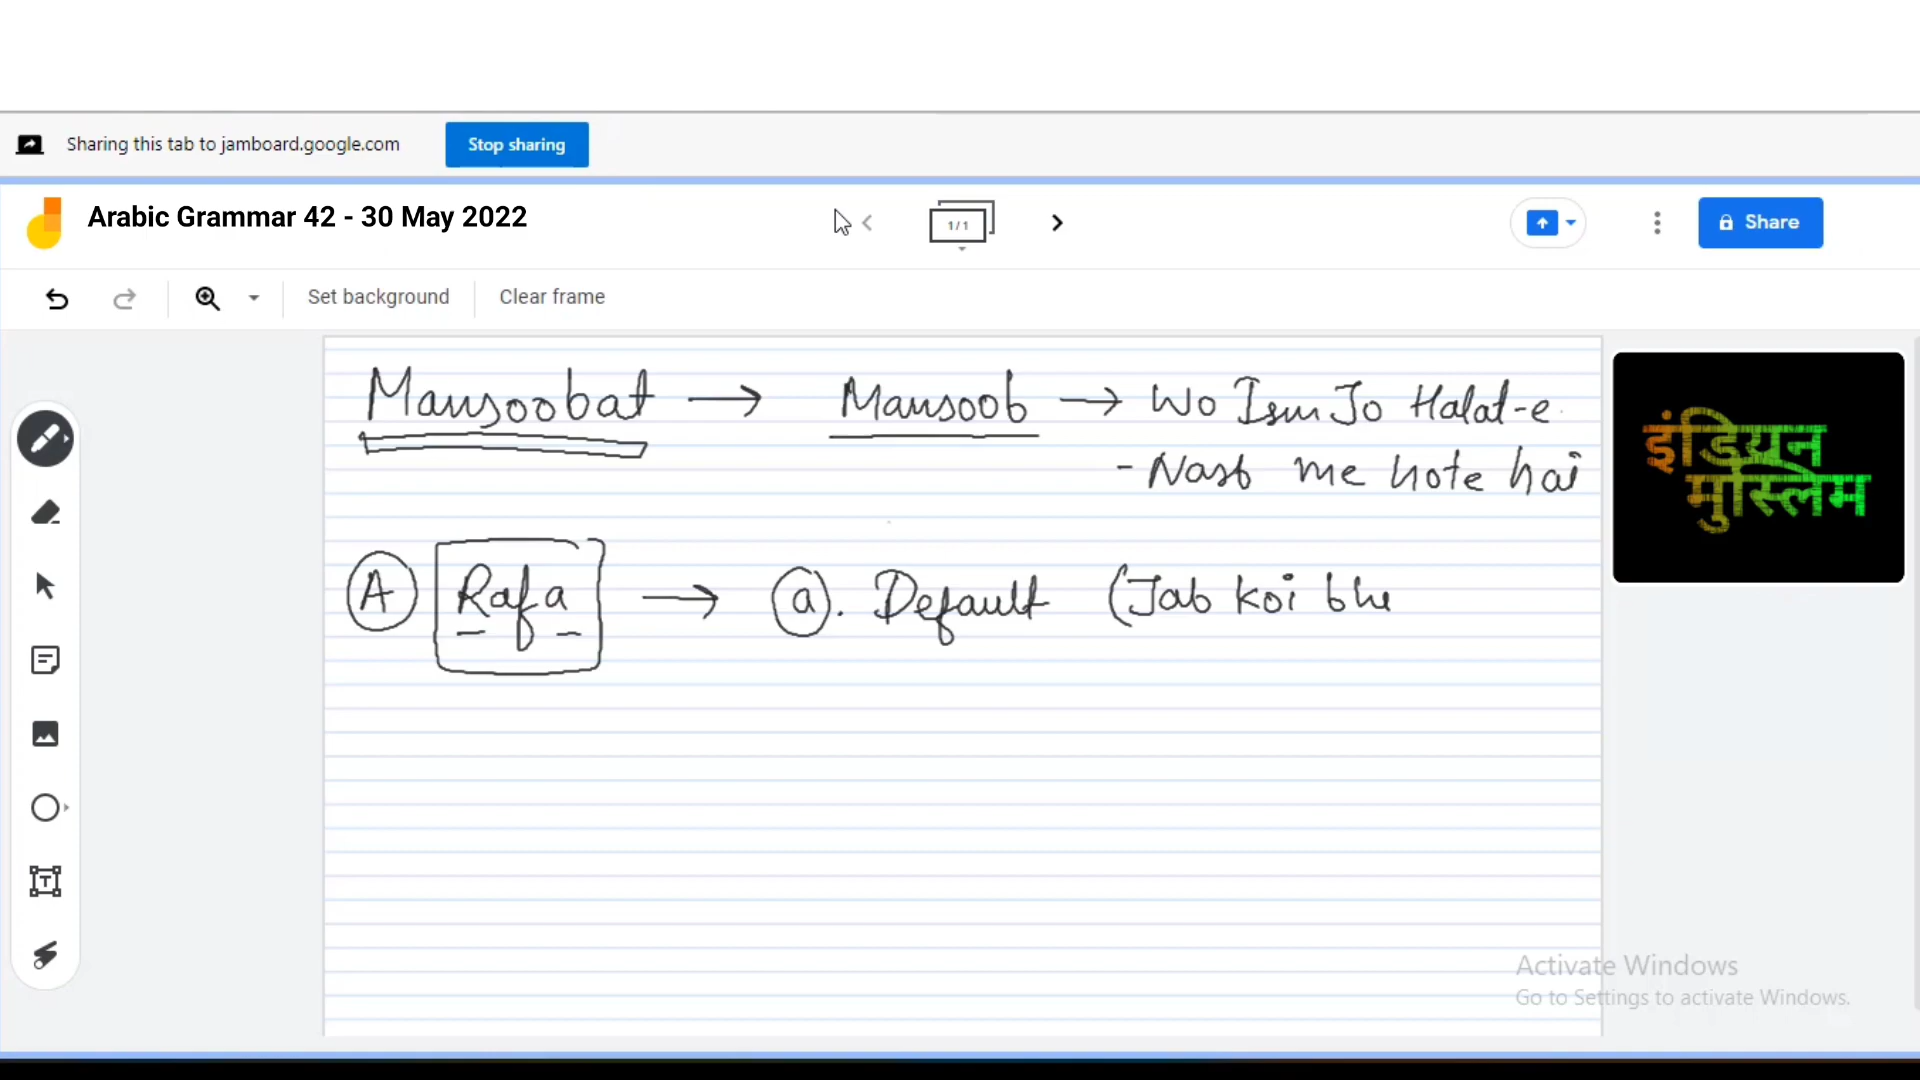 Sharing this tab to jamboard.google.com
Stop sharing
Arabic Grammar 42 - 30 May 2022
1/1
Share
Set background
Clear frame
Mansoobat → Mansoob → Wo Ism Jo Halat-e
-Nasb me hote hai
इंडियन
मुस्लिम
A Rafa → a. Default (Jab koi bhe
Activate Windows
Go to Settings to activate Windows.